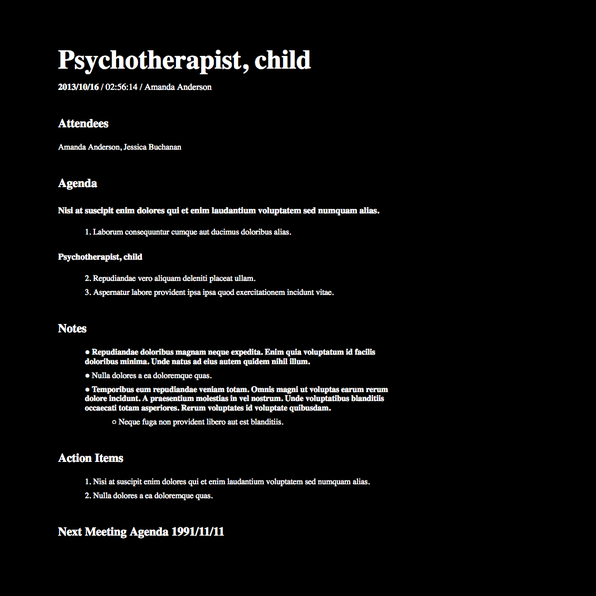 Psychotherapist, child
2013/10/16 / 02:56:14 / Amanda Anderson
Attendees
Amanda Anderson, Jessica Buchanan
Agenda
Nisi at suscipit enim dolores qui et enim laudantium voluptatem sed numquam alias.
1. Laborum consequuntur cumque aut ducimus doloribus alias.
Psychotherapist, child
2. Repudiandae vero aliquam deleniti placeat ullam.
3. Aspernatur labore provident ipsa ipsa quod exercitationem incidunt vitae.
Notes
● Repudiandae doloribus magnam neque expedita. Enim quia voluptatum id facilis
doloribus minima. Unde natus ad eius autem quidem nihil illum.
● Nulla dolores a ea doloremque quas.
● Temporibus eum repudiandae veniam totam. Omnis magni ut voluptas earum rerum
dolore incidunt. A praesentium molestias in vel nostrum. Unde voluptatibus blanditiis
occaecati totam asperiores. Rerum voluptates id voluptate quibusdam.
○ Neque fuga non provident libero aut est blanditiis.
Action Items
1. Nisi at suscipit enim dolores qui et enim laudantium voluptatem sed numquam alias.
2. Nulla dolores a ea doloremque quas.
Next Meeting Agenda 1991/11/11